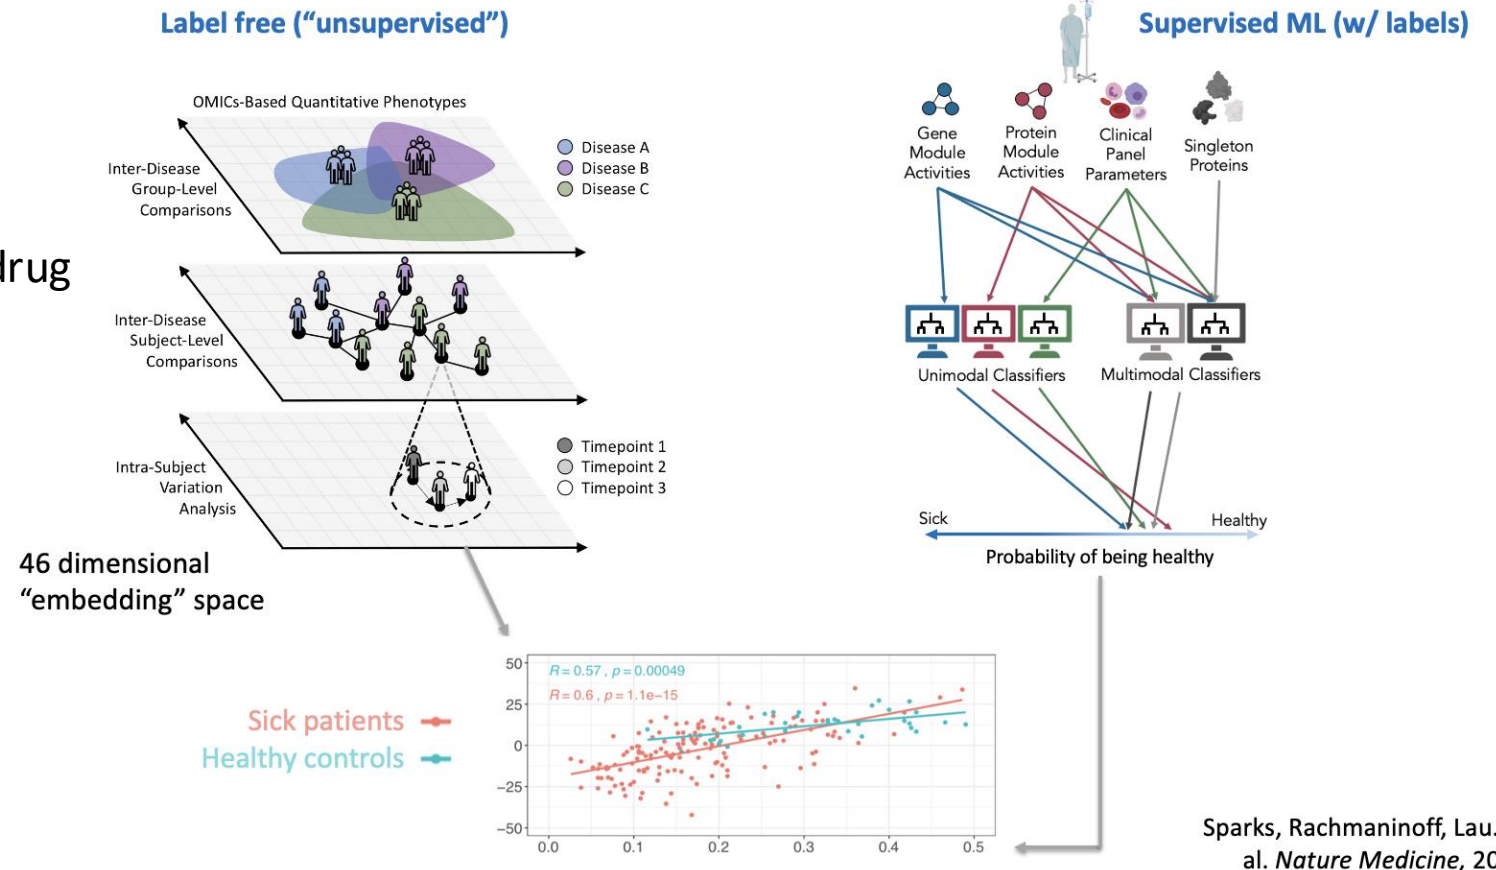 Label free (“unsupervised”)
Supervised ML (w/ labels)
OMICs-Based Quantitative Phenotypes
Inter-Disease
Group-Level
Comparisons
Disease A
Disease B
Disease C
drug
Inter-Disease
Subject-Level
Comparisons
Intra-Subject
Variation
Analysis
Timepoint 1
Timepoint 2
Timepoint 3
46 dimensional
“embedding” space
Gene
Module
Activities
Protein
Module
Activities
Clinical
Panel
Parameters
Singleton
Proteins
Unimodal Classifiers
Multimodal Classifiers
Sick
Healthy
Probability of being healthy
Sick patients
Healthy controls
R = 0.57 , p = 0.00049
R = 0.6 , p = 1.1e−15
50
25
0
−25
−50
0.0
0.1
0.2
0.3
0.4
0.5
Sparks, Rachmaninoff, Lau.
al. Nature Medicine, 20